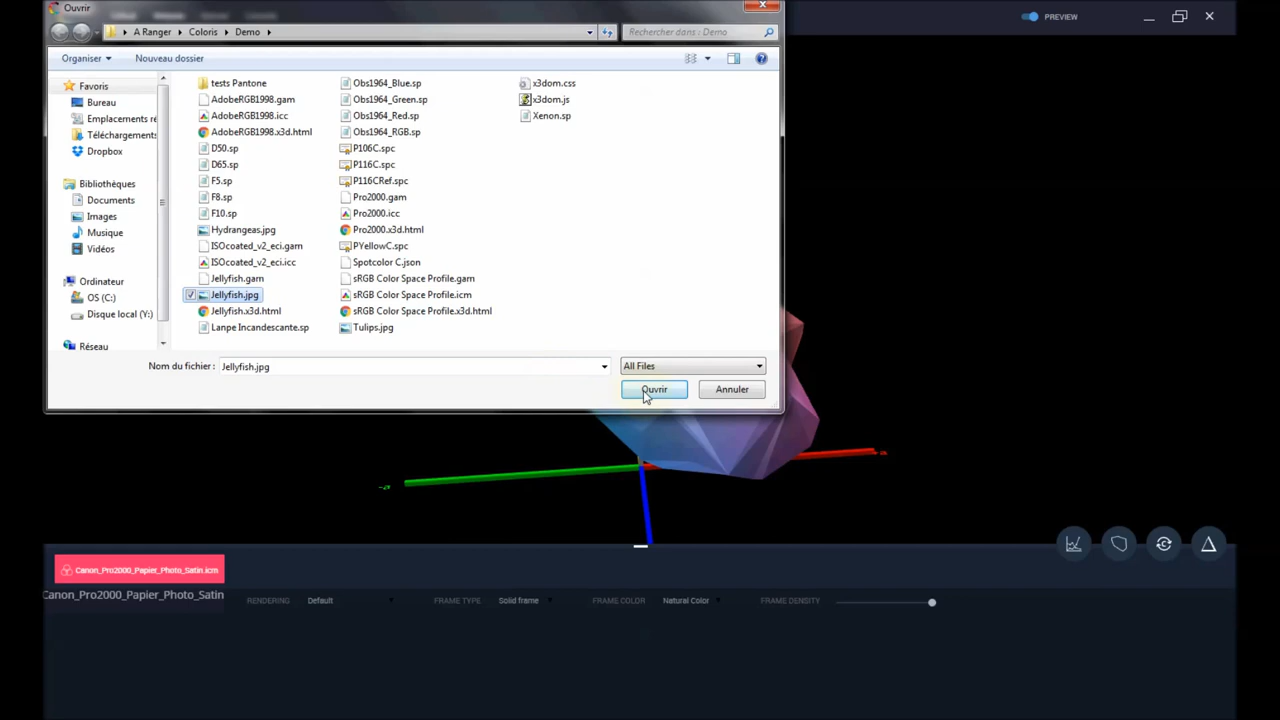 Ouvrir
PREVIEW
A Ranger
Coloris
Demo
Rechercher dans : Demo
Organiser
Nouveau dossier
Favoris
Bureau
Emplacements ré
Téléchargements
Dropbox
Bibliothèques
Documents
Images
Musique
Vidéos
Ordinateur
OS (C:)
Disque local (Y:)
Réseau
tests Pantone
AdobeRGB1998.gam
AdobeRGB1998.icc
AdobeRGB1998.x3d.html
D50.sp
D65.sp
F5.sp
F8.sp
F10.sp
Hydrangeas.jpg
ISOcoated_v2_eci.gam
ISOcoated_v2_eci.icc
Jellyfish.gam
Jellyfish.jpg
Jellyfish.x3d.html
Lanpe Incandescante.sp
Obs1964_Blue.sp
Obs1964_Green.sp
Obs1964_Red.sp
Obs1964_RGB.sp
P106C.spc
P116C.spc
P116CRef.spc
Pro2000.gam
Pro2000.icc
Pro2000.x3d.html
PYellowC.spc
Spotcolor C.json
sRGB Color Space Profile.gam
sRGB Color Space Profile.icm
sRGB Color Space Profile.x3d.html
Tulips.jpg
x3dom.css
x3dom.js
Xenon.sp
Nom du fichier : Jellyfish.jpg
All Files
Ouvrir
Annuler
Canon_Pro2000_Papier_Photo_Satin.icm
Canon_Pro2000_Papier_Photo_Satin
RENDERING Default
FRAME TYPE Solid frame
FRAME COLOR Natural Color
FRAME DENSITY